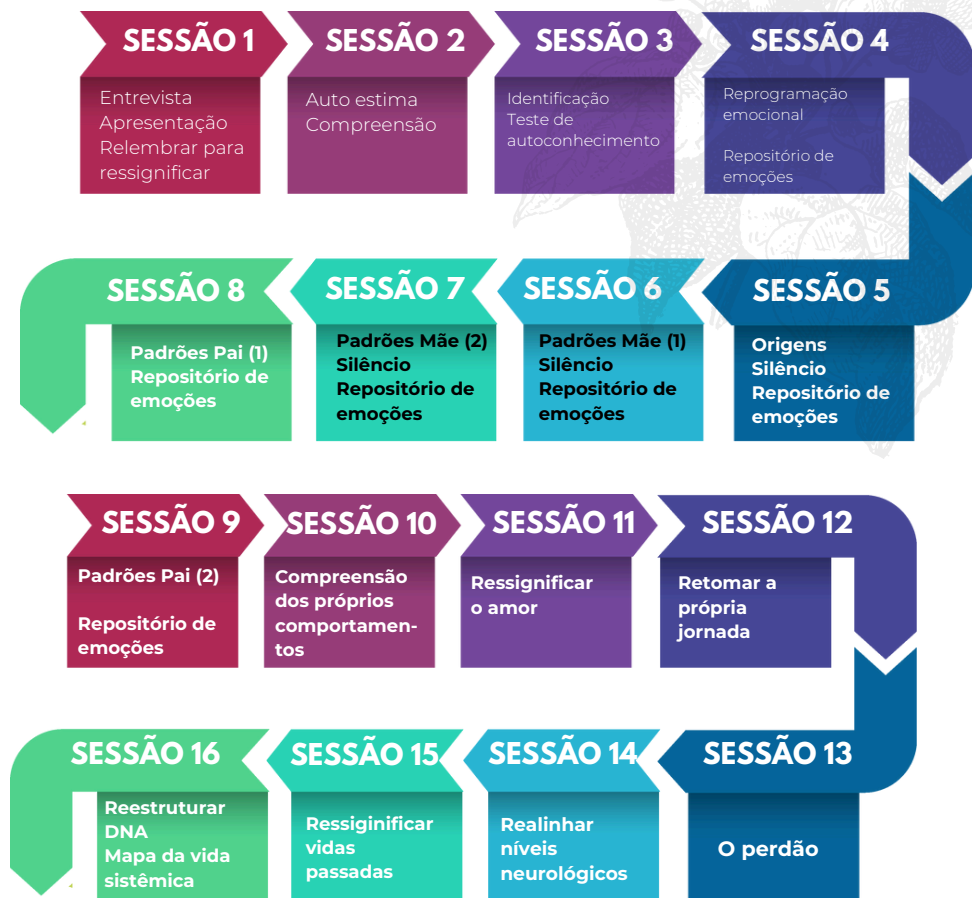 SESSÃO 1
Entrevista
Apresentação
Relembrar para
ressignificar
SESSÃO 2
Auto estima
Compreensão
SESSÃO 3
Identificação
Teste de
autoconhecimento
SESSÃO 4
Reprogramação
emocional
Repositório de
emoções
SESSÃO 5
Origens
Silêncio
Repositório de
emoções
SESSÃO 6
Padrões Mãe (1)
Silêncio
Repositório de
emoções
SESSÃO 7
Padrões Mãe (2)
Silêncio
Repositório de
emoções
SESSÃO 8
Padrões Pai (1)
Repositório de
emoções
SESSÃO 9
Padrões Pai (2)
Repositório de
emoções
SESSÃO 10
Compreensão
dos próprios
comportamen-
tos
SESSÃO 11
Ressignificar
o amor
SESSÃO 12
Retomar a
própria
jornada
SESSÃO 13
O perdão
SESSÃO 14
Realinhar
níveis
neurológicos
SESSÃO 15
Ressiginificar
vidas
passadas
SESSÃO 16
Reestruturar
DNA
Mapa da vida
sistêmica